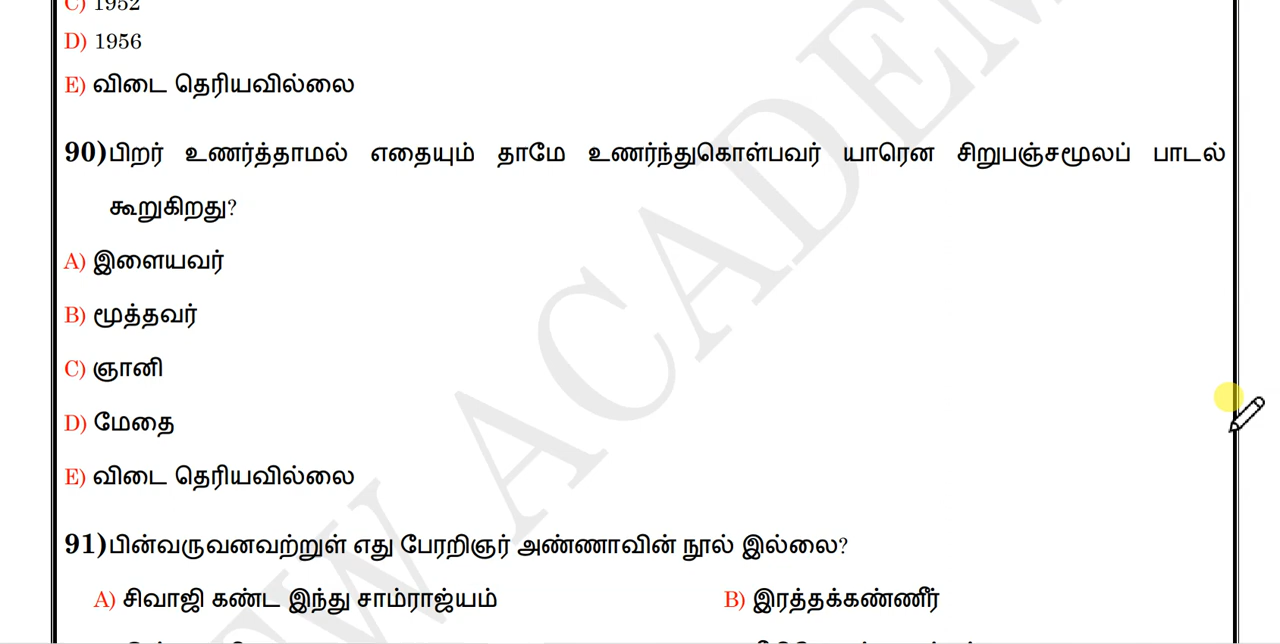 C) 1952
D) 1956
E) விடை தெரியவில்லை
90)பிறர் உணர்த்தாமல் எதையும் தாமே உணர்ந்துகொள்பவர் யாரென சிறுபஞ்சமூலப் பாடல்
கூறுகிறது?
A) இளையவர்
B) மூத்தவர்
C) ஞானி
D) மேதை
E) விடை தெரியவில்லை
91)பின்வருவனவற்றுள் எது பேரறிஞர் அண்ணாவின் நூல் இல்லை?
A) சிவாஜி கண்ட இந்து சாம்ராஜ்யம் B) இரத்தக்கண்ணீர்